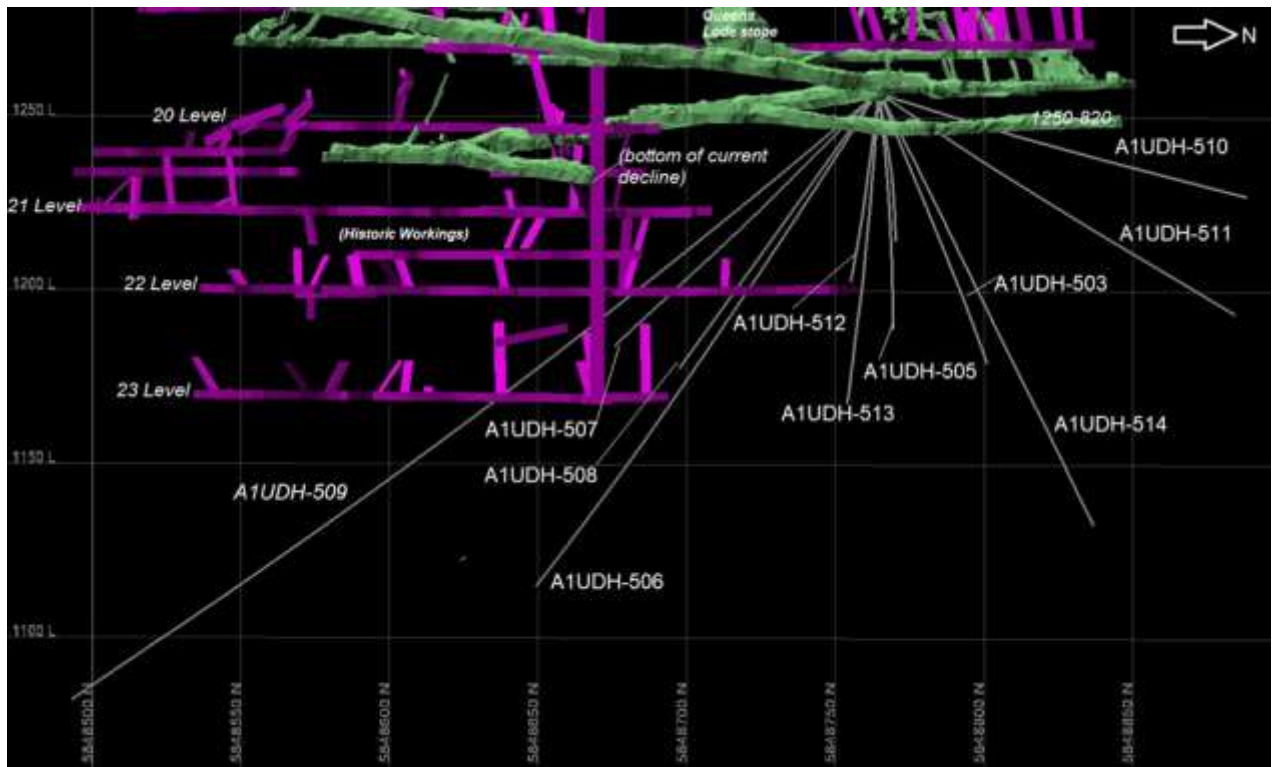 Queens
Lode stope
N
1250 L
20 Level
1250-820
(bottom of current
decline)
A1UDH-510
21 Level
(Historic Workings)
A1UDH-511
22 Level
1200 L
A1UDH-503
A1UDH-512
A1UDH-505
23 Level
A1UDH-513
A1UDH-507
A1UDH-514
1150 L
A1UDH-508
A1UDH-509
A1UDH-506
1100 L
5848500 N
5848550 N
5848600 N
5848650 N
5848700 N
5848750 N
5848800 N
5848850 N